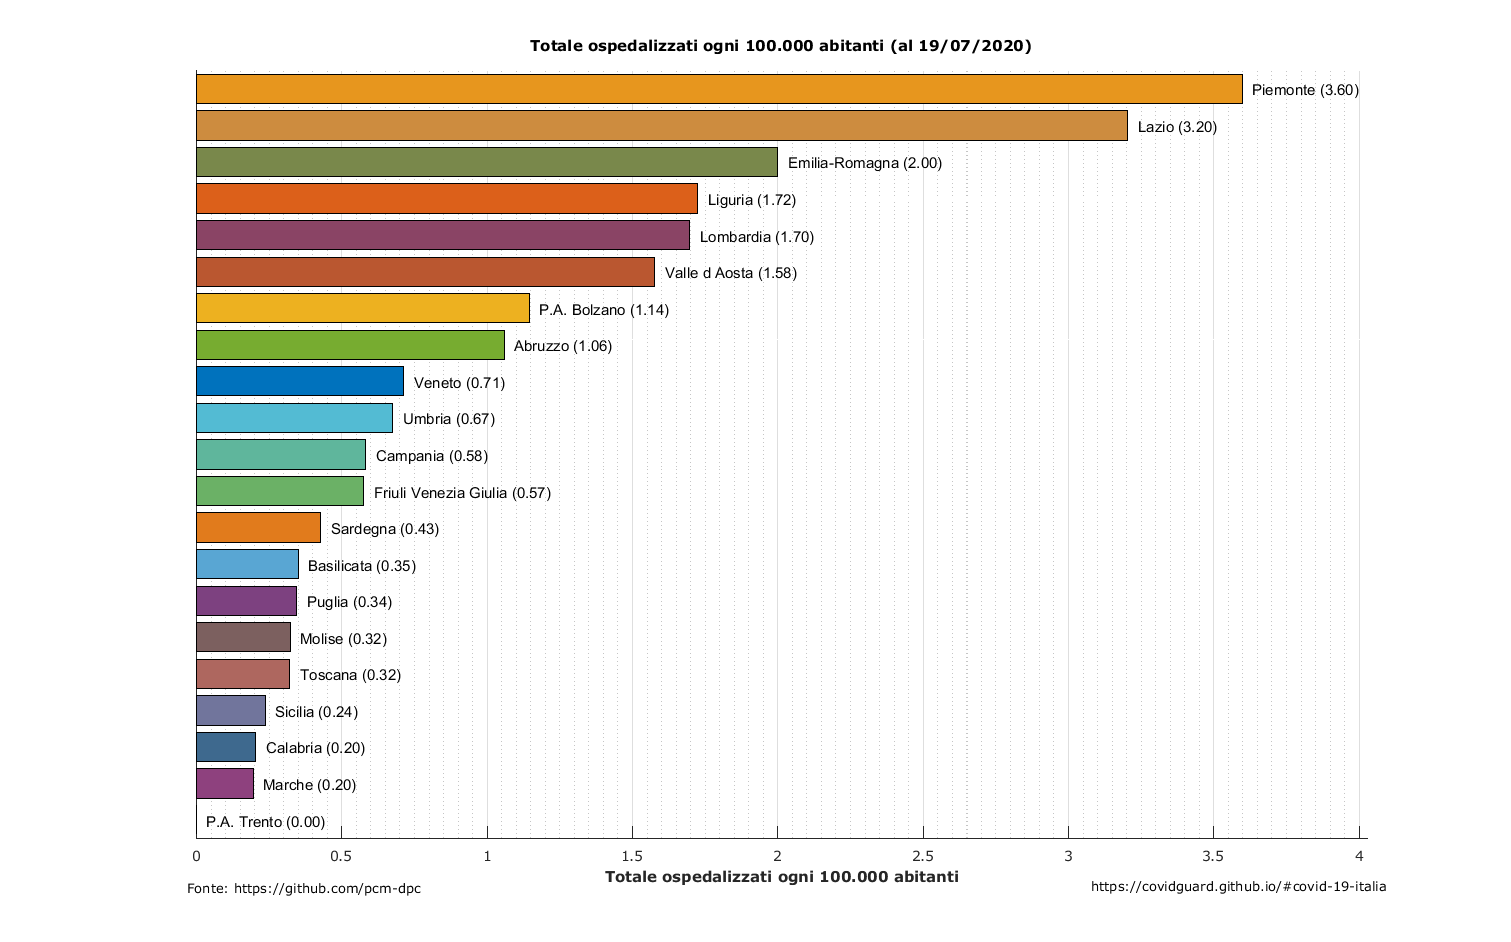 Totale ospedalizzati ogni 100.000 abitanti (al 19/07/2020)
Piemonte (3.60)
Lazio (3.20)
Emilia-Romagna (2.00)
Liguria (1.72)
Lombardia (1.70)
Valle d Aosta (1.58)
P.A. Bolzano (1.14)
Abruzzo (1.06)
Veneto (0.71)
Umbria (0.67)
Campania (0.58)
Friuli Venezia Giulia (0.57)
Sardegna (0.43)
Basilicata (0.35)
Puglia (0.34)
Molise (0.32)
Toscana (0.32)
Sicilia (0.24)
Calabria (0.20)
Marche (0.20)
P.A. Trento (0.00)
0 0.5 1 1.5 2 2.5 3 3.5 4
Totale ospedalizzati ogni 100.000 abitanti
Fonte: https://github.com/pcm-dpc
https://covidguard.github.io/#covid-19-italia